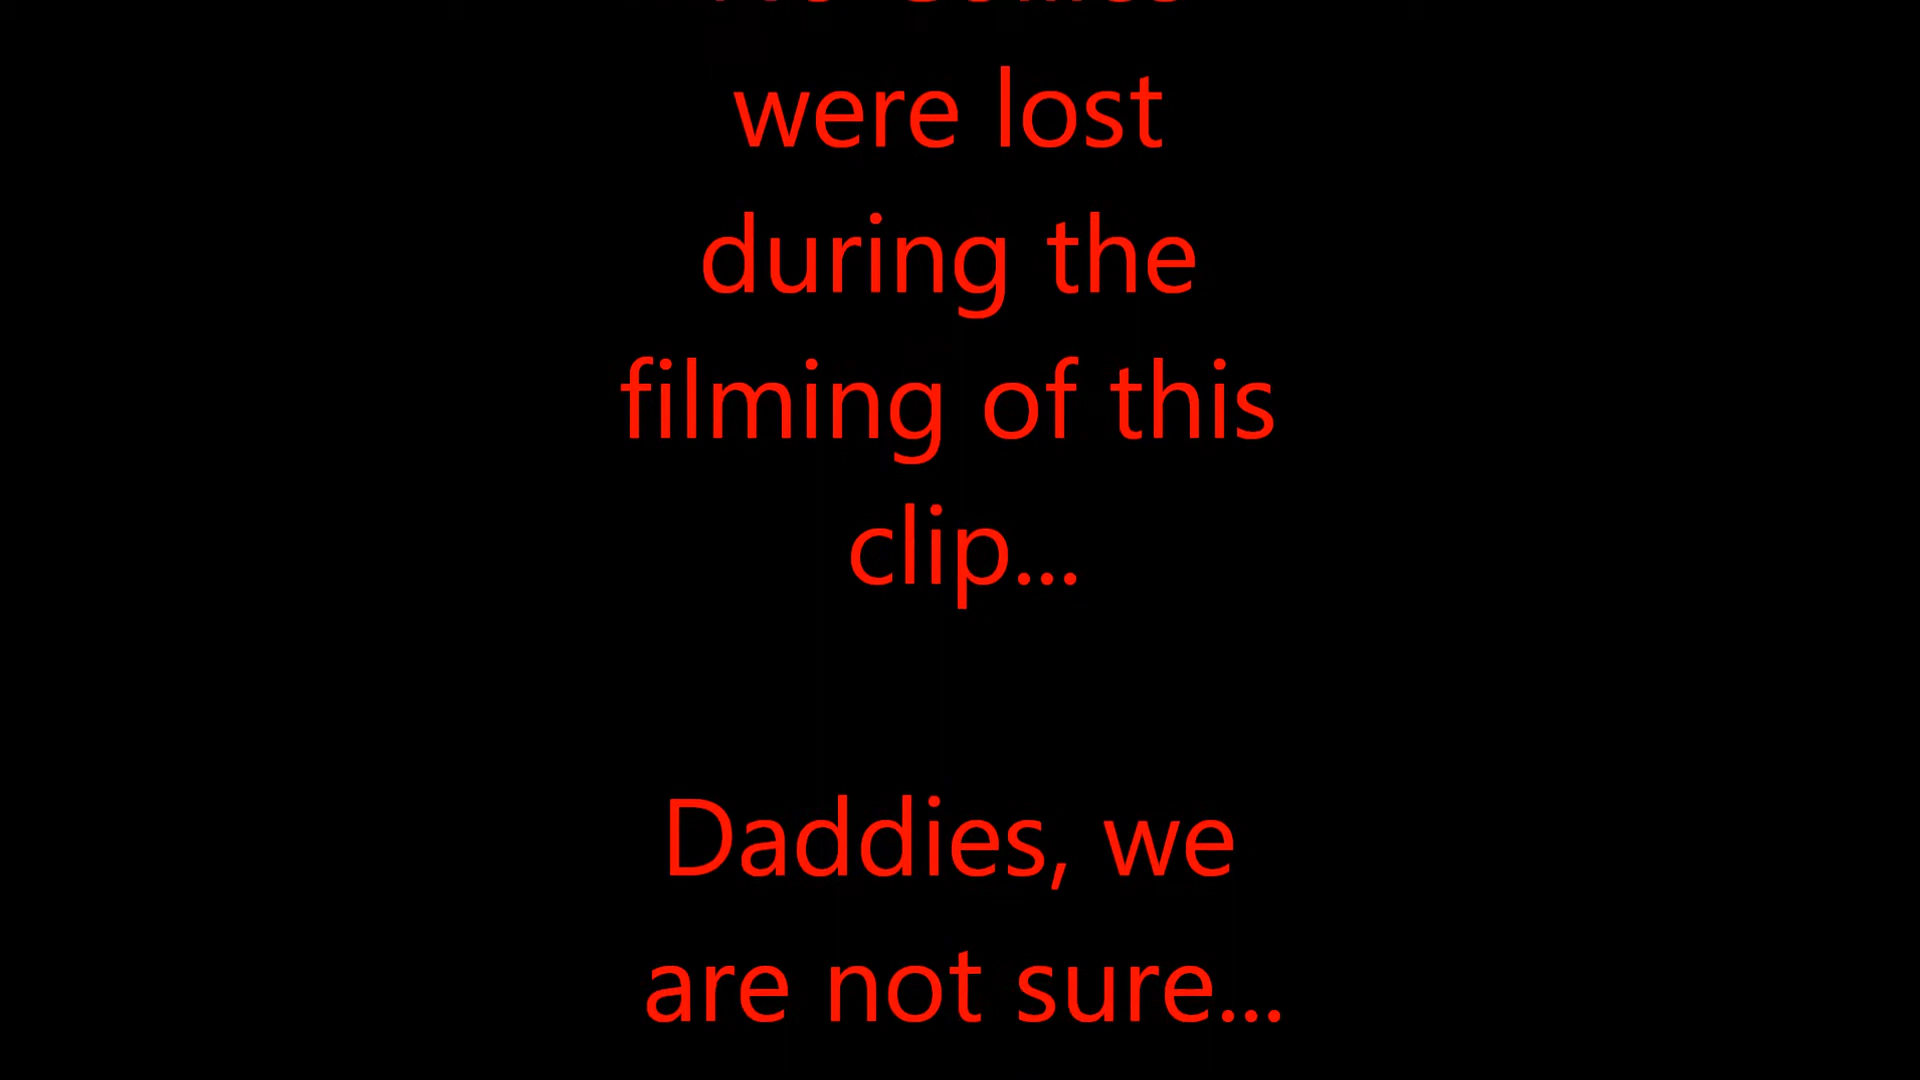 were lost
during the
filming of this
clip...
Daddies, we
are not sure...